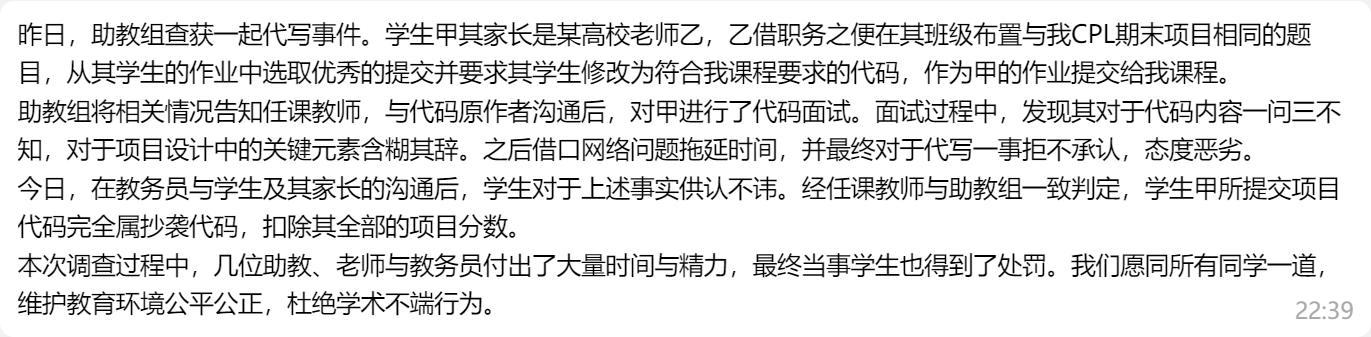 昨日，助教组查获一起代写事件。学生甲其家长是某高校老师乙，乙借职务之便在其班级布置与我CPL期末项目相同的题
目，从其学生的作业中选取优秀的提交并要求其学生修改为符合我课程要求的代码，作为甲的作业提交给我课程。
助教组将相关情况告知任课教师，与代码原作者沟通后，对甲进行了代码面试。面试过程中，发现其对于代码内容一问三不
知，对于项目设计中的关键元素含糊其辞。之后借口网络问题拖延时间，并最终对于代写一事拒不承认，态度恶劣。
今日，在教务员与学生及其家长的沟通后，学生对于上述事实供认不讳。经任课教师与助教组一致判定，学生甲所提交项目
代码完全属抄袭代码，扣除其全部的项目分数。
本次调查过程中，几位助教、老师与教务员付出了大量时间与精力，最终当事学生也得到了处罚。我们愿同所有同学一道，
维护教育环境公平公正，杜绝学术不端行为。
22:39